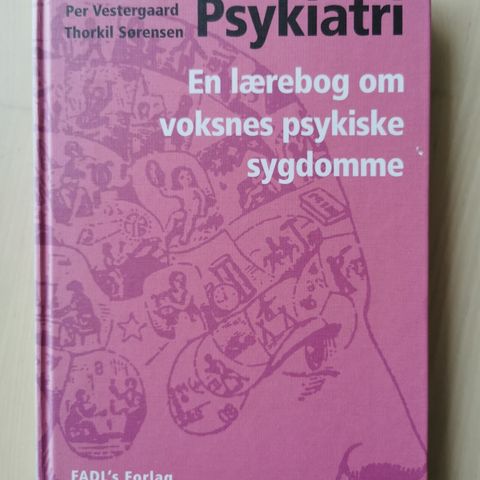 Per Vestergaard
Thorkil Sørensen
Psykiatri
En lærebog om
voksnes psykiske
sygdomme
FADL's Forlag